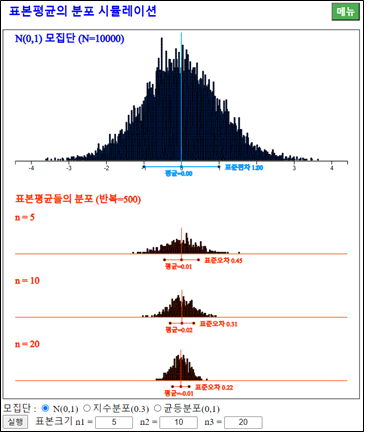 표본평균의 분포 시뮬레이션
메뉴
N(0,1) 모집단 (N=10000)
-4 -2 0 2 4
표준편차 1.00
평균=0.00
표본평균들의 분포 (반복=500)
n = 5
표준오차 0.45
평균=0.01
n = 10
표준오차 0.31
평균=0.02
n = 20
표준오차 0.22
평균=-0.01
모집단 : N(0,1) 지수분포(0.3) 균등분포(0,1)
실행 표본크기 n1 = 5 n2 = 10 n3 = 20